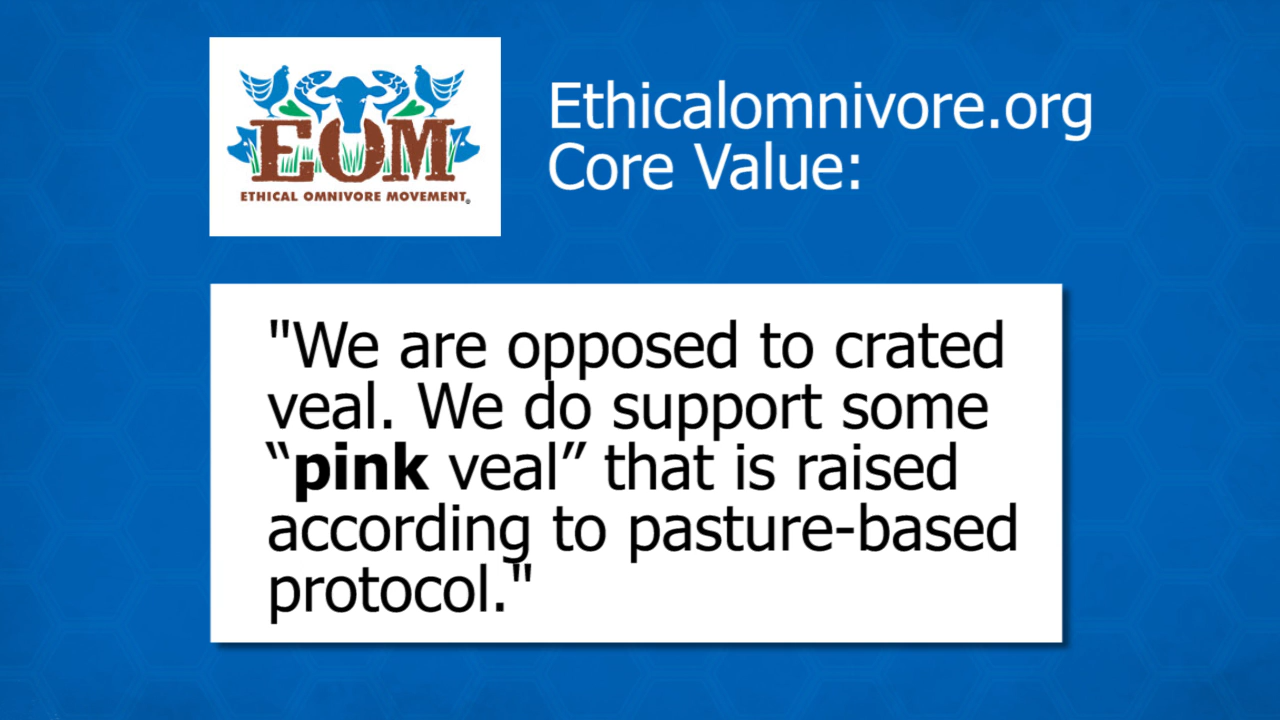 EOM
ETHICAL OMNIVORE MOVEMENT®
Ethicalomnivore.org
Core Value:
"We are opposed to crated
veal. We do support some
“pink veal” that is raised
according to pasture-based
protocol."